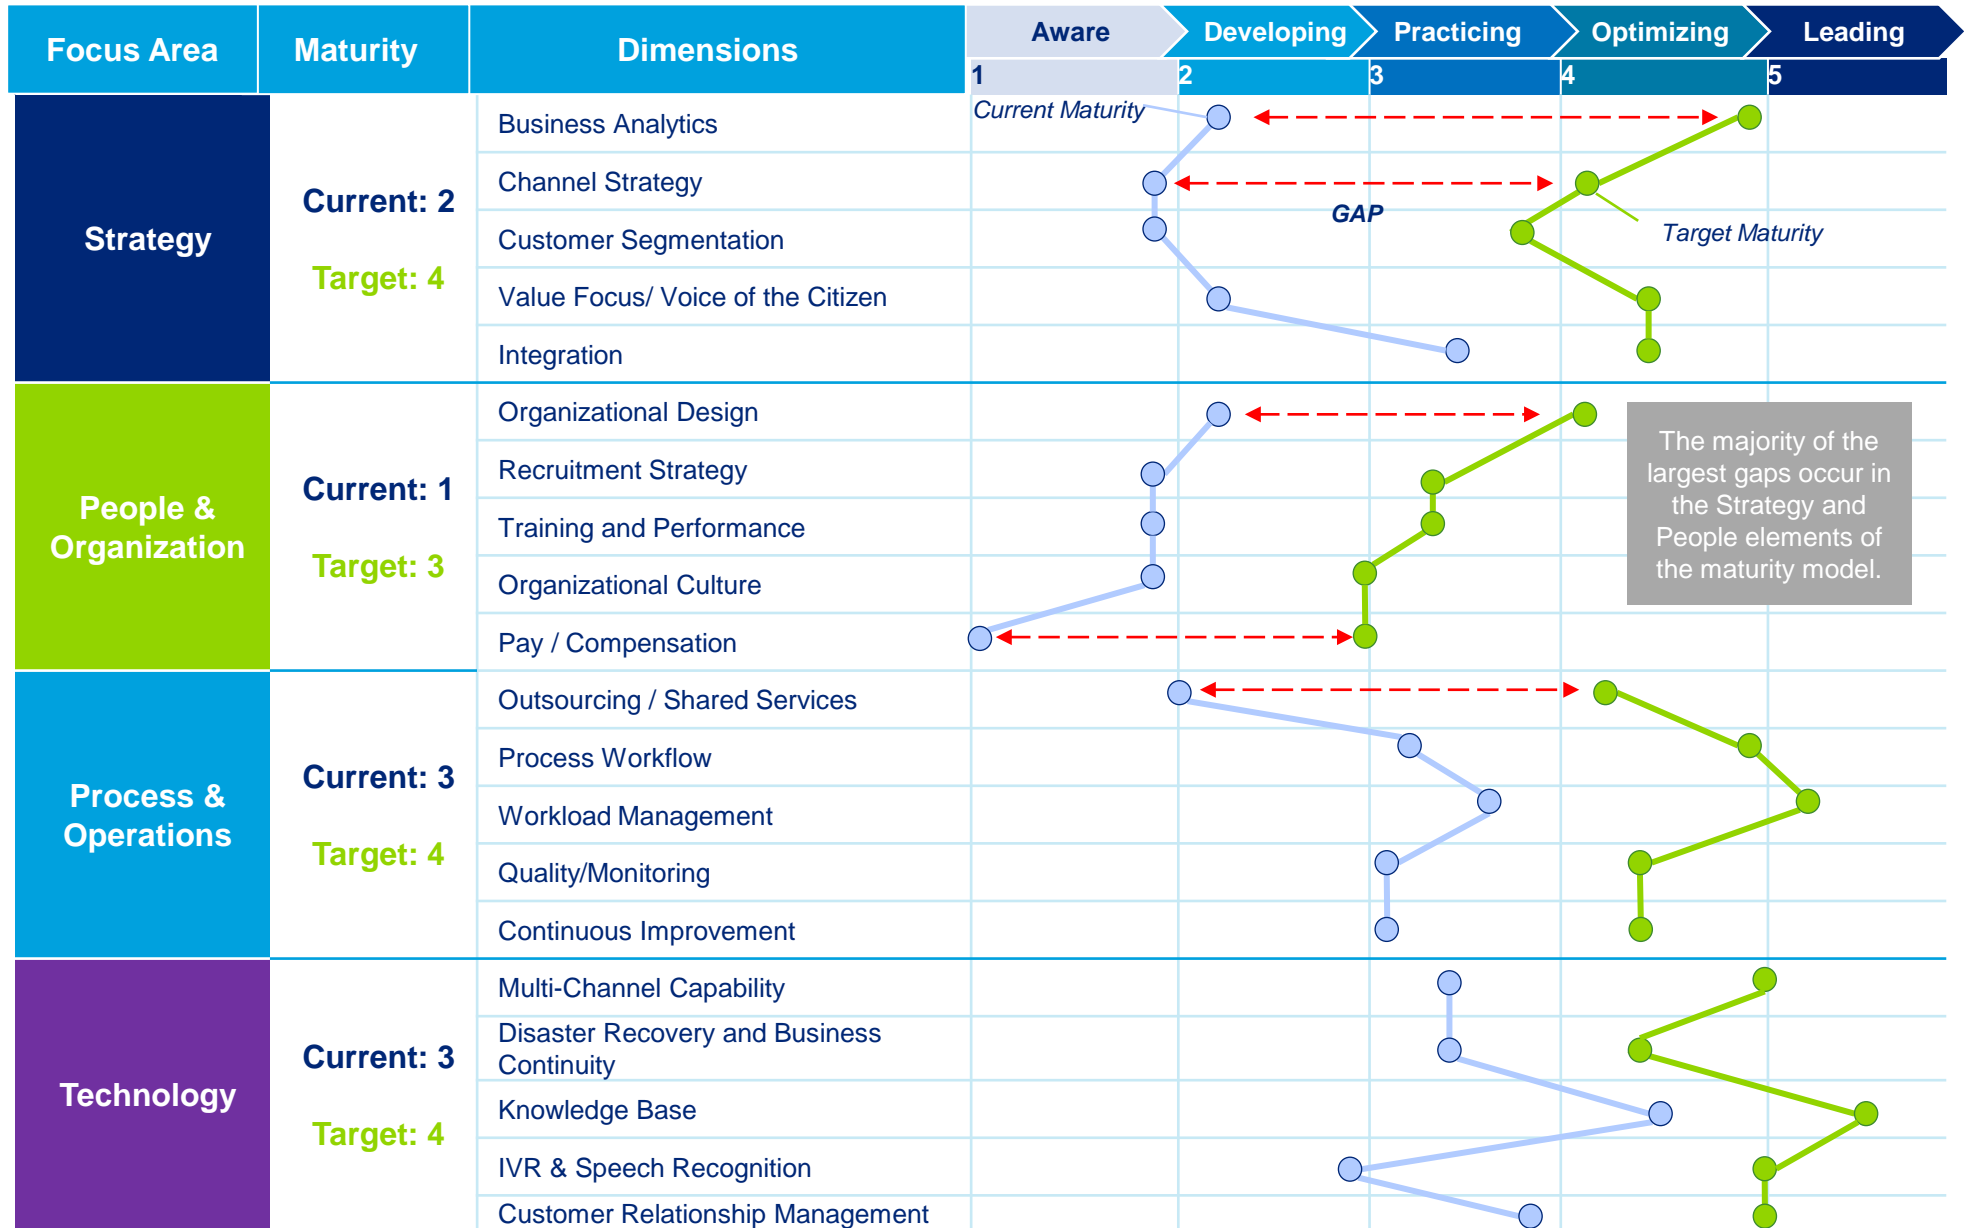 Focus Area
Maturity
Dimensions
Aware
Developing
Practicing
Optimizing
Leading
1
2
3
4
5
Strategy
Current: 2
Target: 4
Business Analytics
Current Maturity
Channel Strategy
GAP
Customer Segmentation
Target Maturity
Value Focus/ Voice of the Citizen
Integration
People &
Organization
Current: 1
Target: 3
Organizational Design
Recruitment Strategy
Training and Performance
Organizational Culture
Pay / Compensation
The majority of the
largest gaps occur in
the Strategy and
People elements of
the maturity model.
Process &
Operations
Current: 3
Target: 4
Outsourcing / Shared Services
Process Workflow
Workload Management
Quality/Monitoring
Continuous Improvement
Technology
Current: 3
Target: 4
Multi-Channel Capability
Disaster Recovery and Business
Continuity
Knowledge Base
IVR & Speech Recognition
Customer Relationship Management